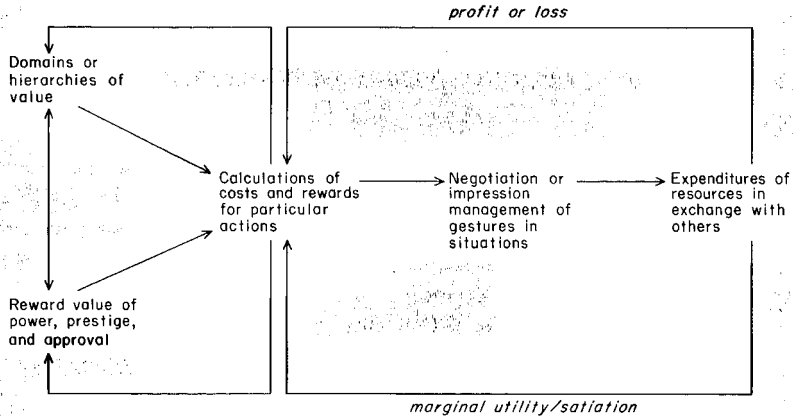 profit or loss
Domains or
hierarchies of
value
Calculations of
costs and rewards
for particular
actions
Negotiation or
impression
management of
gestures in
situations
Expenditures of
resources in
exchange with
others
Reward value of
power, prestige,
and approval
marginal utility/satiation